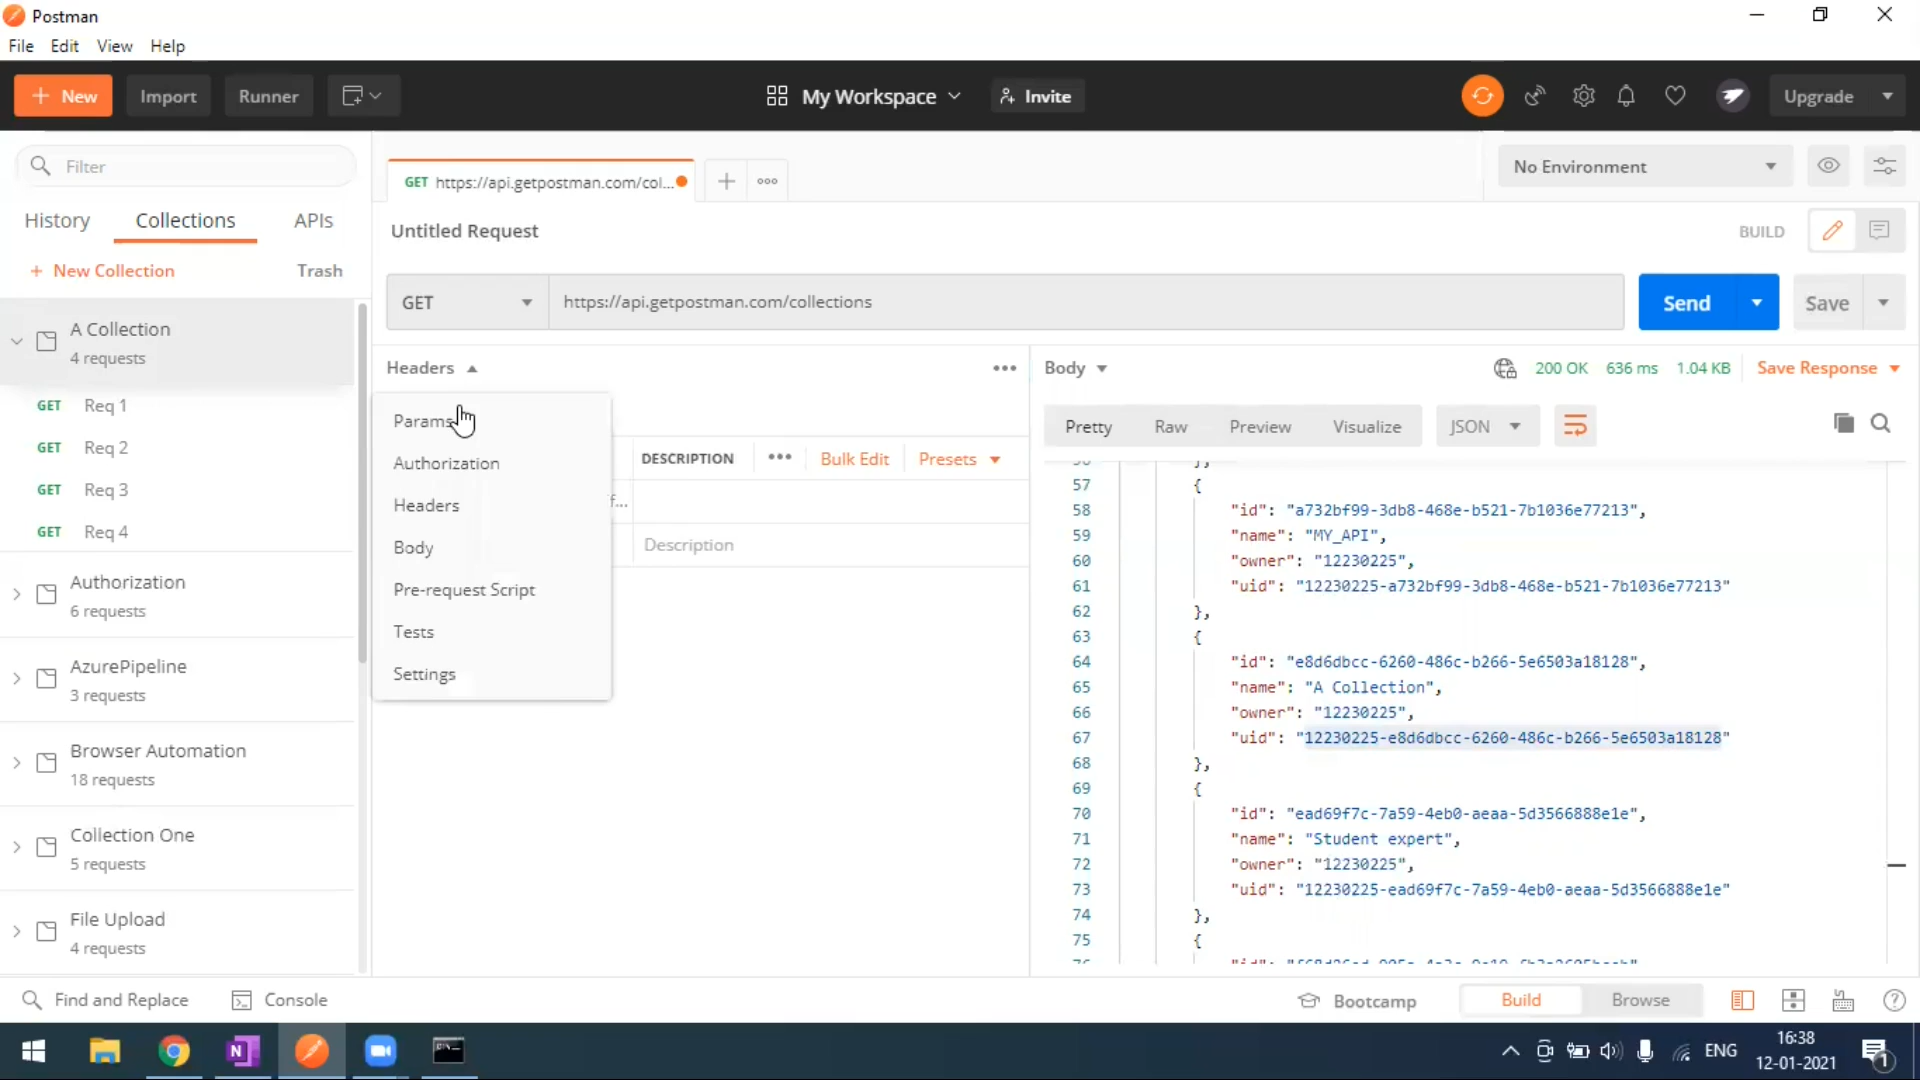 Postman
File Edit View Help
+ New Import Runner My Workspace Invite Upgrade
Filter
History Collections APIs
+ New Collection Trash
A Collection
4 requests
GET Req 1
GET Req 2
GET Req 3
GET Req 4
Authorization
6 requests
AzurePipeline
3 requests
Browser Automation
18 requests
Collection One
5 requests
File Upload
4 requests
GET https://api.getpostman.com/col...
No Environment
Untitled Request
BUILD
GET https://api.getpostman.com/collections
Send Save
Headers
Params
Authorization
Headers
Body
Pre-request Script
Tests
Settings
DESCRIPTION ••• Bulk Edit Presets
Description
Body 200 OK 636 ms 1.04 KB Save Response
Pretty Raw Preview Visualize JSON
57 {
58 "id": "a732bf99-3db8-468e-b521-7b1036e77213",
59 "name": "MY_API",
60 "owner": "12230225",
61 "uid": "12230225-a732bf99-3db8-468e-b521-7b1036e77213"
62 },
63 {
64 "id": "e8d6dbcc-6260-486c-b266-5e6503a18128",
65 "name": "A Collection",
66 "owner": "12230225",
67 "uid": "12230225-e8d6dbcc-6260-486c-b266-5e6503a18128"
68 },
69 {
70 "id": "ead69f7c-7a59-4eb0-aeaa-5d3566888e1e",
71 "name": "Student expert",
72 "owner": "12230225",
73 "uid": "12230225-ead69f7c-7a59-4eb0-aeaa-5d3566888e1e"
74 },
75 {
Find and Replace Console Bootcamp Build Browse
ENG
16:38
12-01-2021
1